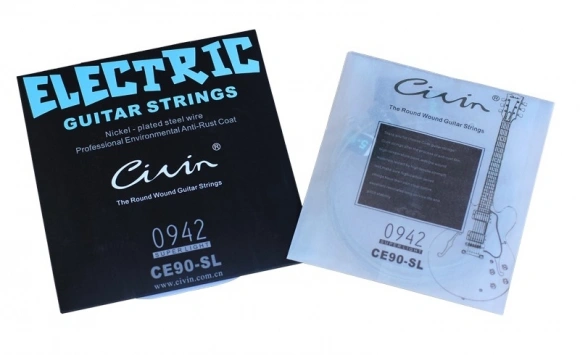 ELECTRIC
GUITAR STRINGS
Nickel - plated steel wire
Professional Environmental Anti-Rust Coat
Civin ®
The Round Wound Guitar Strings
0942
SUPER LIGHT
CE90-SL
www.civin.com.cn
Civin ®
The Round Wound Guitar Strings
0942
SUPER LIGHT
CE90-SL